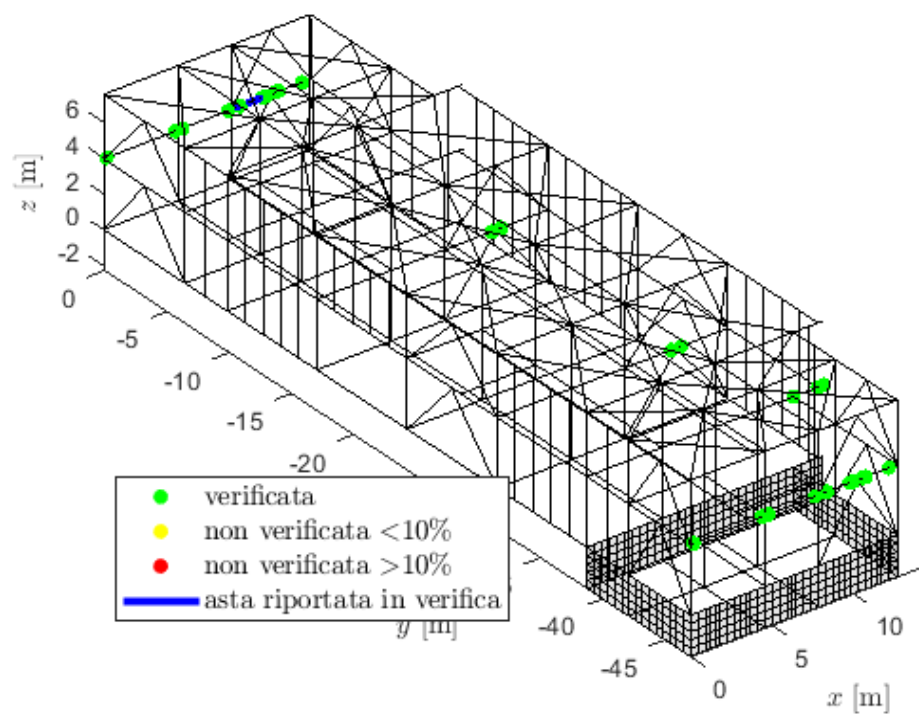 6
4
2
0
-2
z [m]
0
-5
-10
-15
-20
verificata
non verificata <10%
non verificata >10%
asta riportata in verifica
y [m]
-40
-45
0
5
10
x [m]